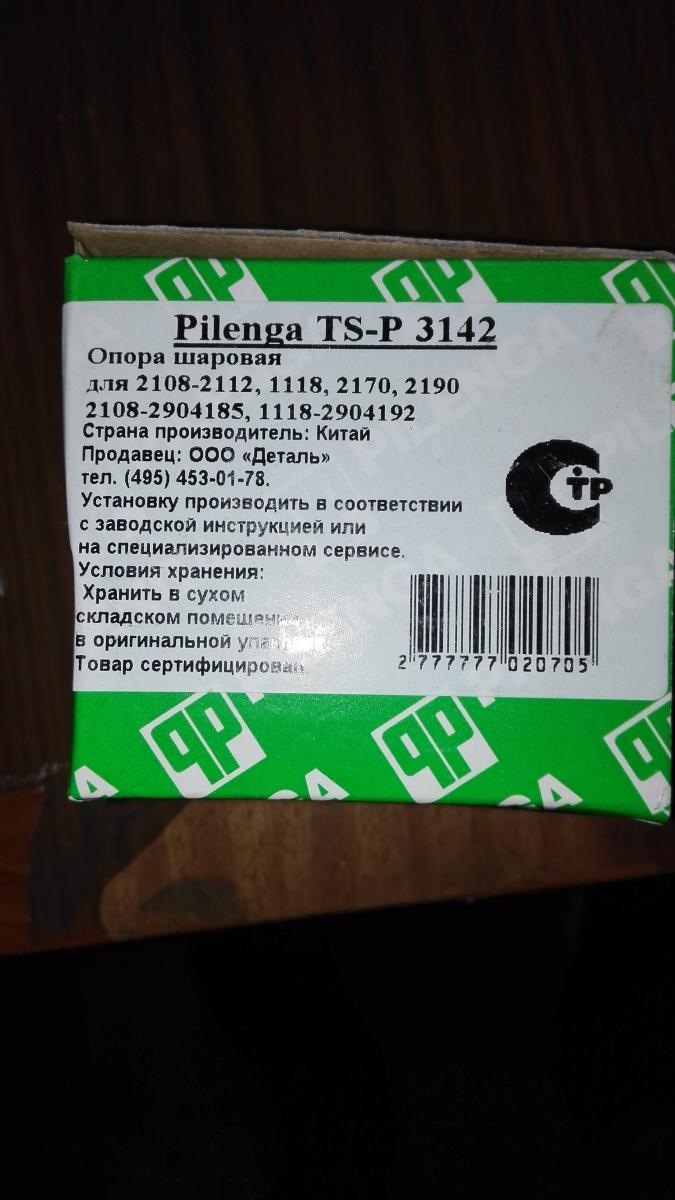 Pilenga TS-P 3142
Опора шаровая
для 2108-2112, 1118, 2170, 2190
2108-2904185, 1118-2904192
Страна производитель: Китай
Продавец: ООО «Деталь»
тел. (495) 453-01-78.
Установку производить в соответствии
с заводской инструкцией или
на специализированном сервисе.
Условия хранения:
Хранить в сухом
складском
в оригинальной
Товар сертифицирован
2 777777 020705
PILENGA